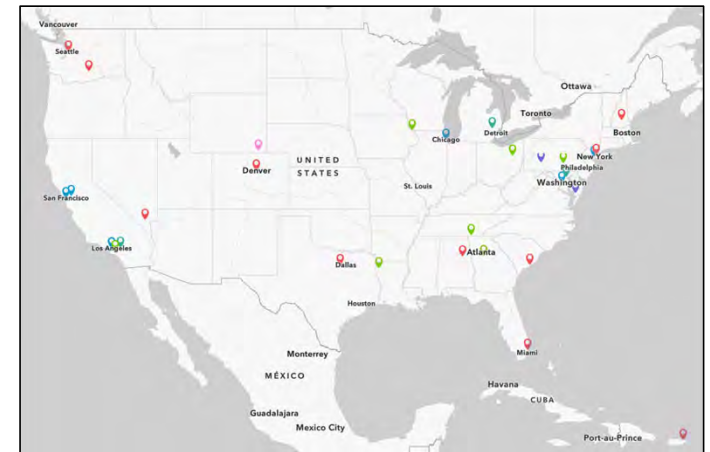 Vancouver
Seattle
Ottawa
Toronto
Boston
Detroit
Chicago
New York
Philadelphia
UNITED
STATES
Denver
Washington
St. Louis
San Francisco
Los Angeles
Atlanta
Dallas
Houston
Monterrey
Miami
MÉXICO
Havana
CUBA
Guadalajara
Mexico City
Port-au-Prince